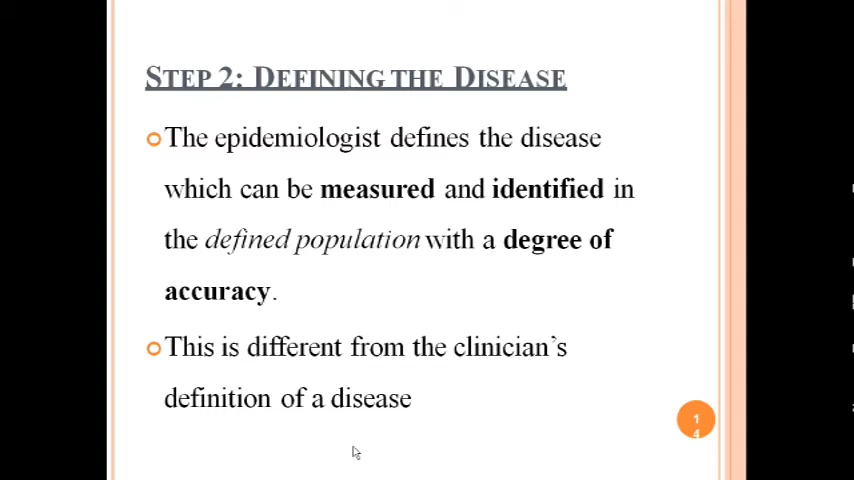 STEP 2: DEFINING THE DISEASE
The epidemiologist defines the disease
which can be measured and identified in
the defined population with a degree of
accuracy.
This is different from the clinician's
definition of a disease
14